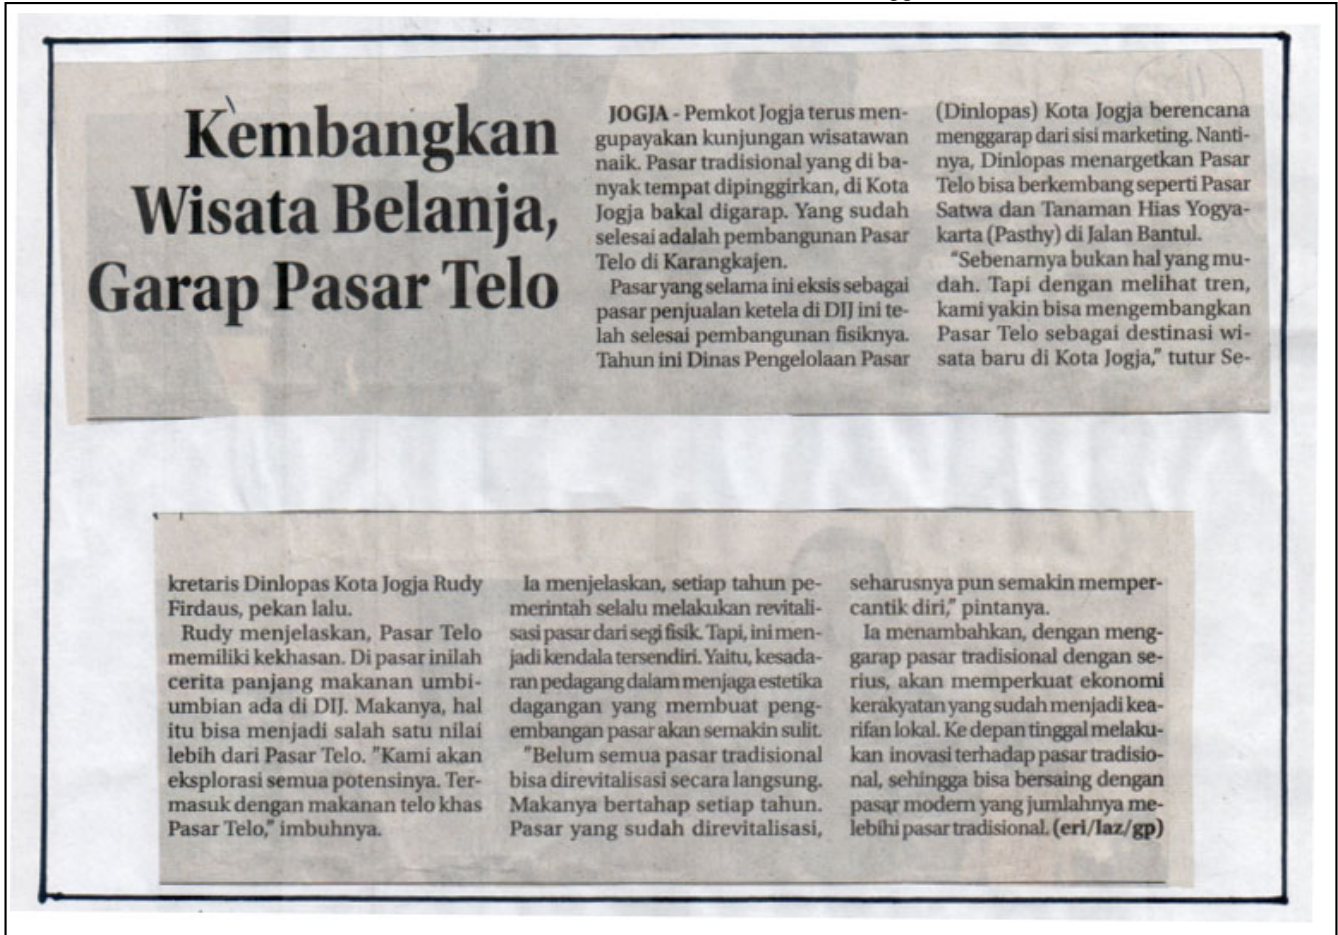 Kembangkan
Wisata Belanja,
Garap Pasar Telo
JOGJA - Pemkot Jogja terus men-
gupayakan kunjungan wisatawan
naik. Pasar tradisional yang di ba-
nyak tempat dipinggirkan, di Kota
Jogja bakal digarap. Yang sudah
selesai adalah pembangunan Pasar
Telo di Karangkajen.
Pasar yang selama ini eksis sebagai
pasar penjualan ketela di DIJ ini te-
lah selesai pembangunan fisiknya.
Tahun ini Dinas Pengelolaan Pasar
(Dinlopas) Kota Jogja berencana
menggarap dari sisi marketing. Nanti-
nya, Dinlopas menargetkan Pasar
Telo bisa berkembang seperti Pasar
Satwa dan Tanaman Hias Yogya-
karta (Pasthy) di Jalan Bantul.
"Sebenarnya bukan hal yang mu-
dah. Tapi dengan melihat tren,
kami yakin bisa mengembangkan
Pasar Telo sebagai destinasi wi-
sata baru di Kota Jogja," tutur Se-
kretaris Dinlopas Kota Jogja Rudy
Firdaus, pekan lalu.
Rudy menjelaskan, Pasar Telo
memiliki kekhasan. Di pasar inilah
cerita panjang makanan umbi-
umbian ada di DIJ. Makanya, hal
itu bisa menjadi salah satu nilai
lebih dari Pasar Telo. "Kami akan
eksplorasi semua potensinya. Ter-
masuk dengan makanan telo khas
Pasar Telo," imbuhnya.
Ia menjelaskan, setiap tahun pe-
merintah selalu melakukan revitali-
sasi pasar dari segi fisik. Tapi, ini men-
jadi kendala tersendiri. Yaitu, kesada-
ran pedagang dalam menjaga estetika
dagangan yang membuat peng-
embangan pasar akan semakin sulit.
"Belum semua pasar tradisional
bisa direvitalisasi secara langsung.
Makanya bertahap setiap tahun.
Pasar yang sudah direvitalisasi,
seharusnya pun semakin memper-
cantik diri," pintanya.
Ia menambahkan, dengan meng-
garap pasar tradisional dengan se-
rius, akan memperkuat ekonomi
kerakyatan yang sudah menjadi kea-
rifan lokal. Ke depan tinggal melaku-
kan inovasi terhadap pasar tradisio-
nal, sehingga bisa bersaing dengan
pasar modern yang jumlahnya me-
lebihi pasar tradisional. (eri/laz/gp)